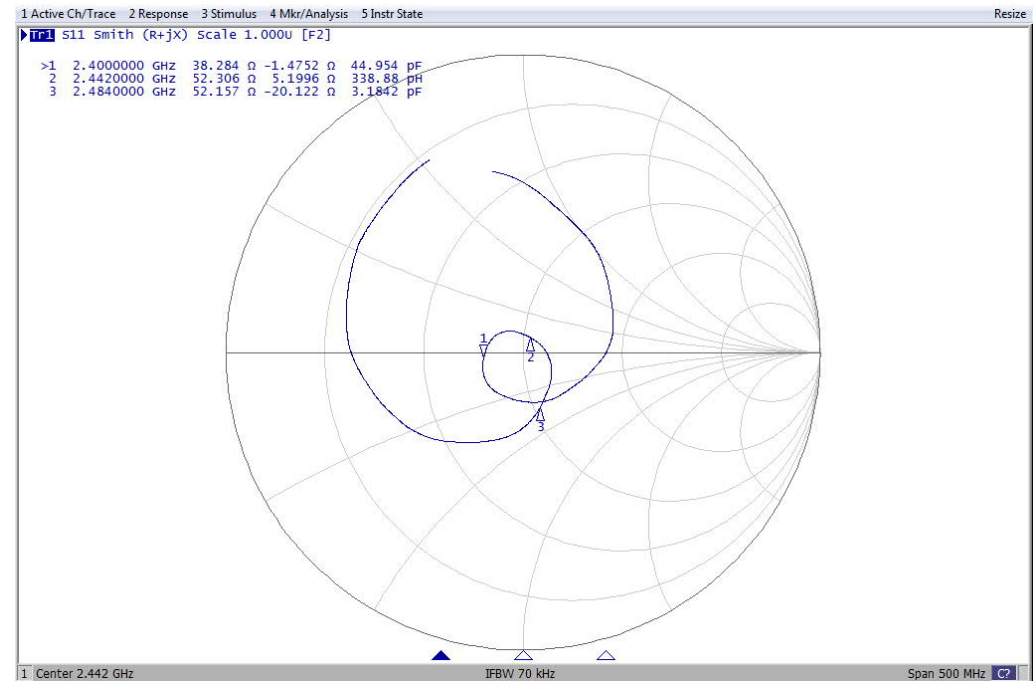 1 Active Ch/Trace 2 Response 3 Stimulus 4 Mkr/Analysis 5 Instr State Resize
Tr1 S11 Smith (R+jX) Scale 1.000U [F2]
>1 2.4000000 GHz 38.284 Ω -1.4752 Ω 44.954 pF
2 2.4420000 GHz 52.306 Ω 5.1996 Ω 338.88 pH
3 2.4840000 GHz 52.157 Ω -20.122 Ω 3.1842 pF
1
2
3
1 Center 2.442 GHz IFBW 70 kHz Span 500 MHz C?